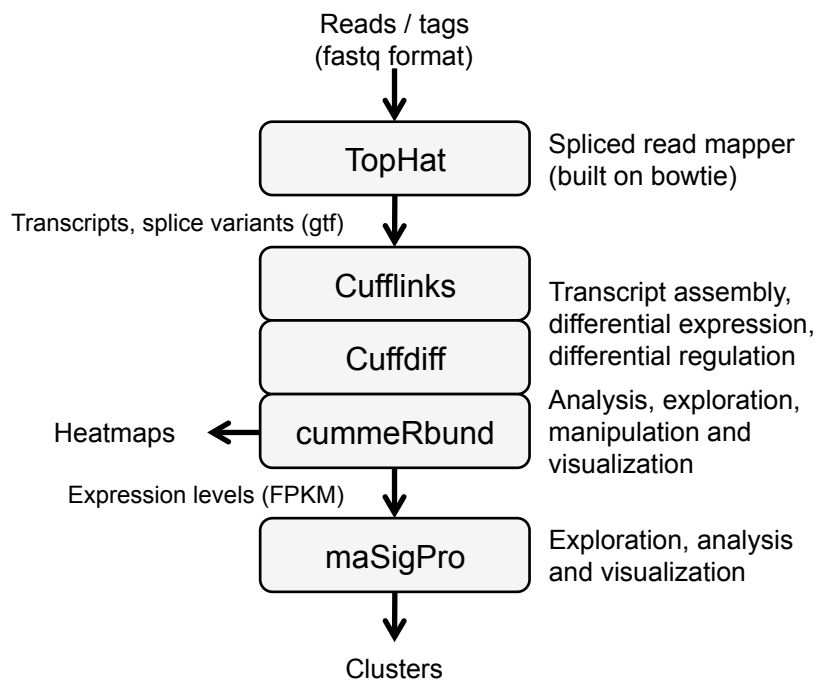 Reads / tags
(fastq format)
TopHat
Spliced read mapper
(built on bowtie)
Transcripts, splice variants (gtf)
Cufflinks
Transcript assembly,
differential expression,
differential regulation
Cuffdiff
Heatmaps
cummeRbund
Analysis, exploration,
manipulation and
visualization
Expression levels (FPKM)
maSigPro
Exploration, analysis
and visualization
Clusters